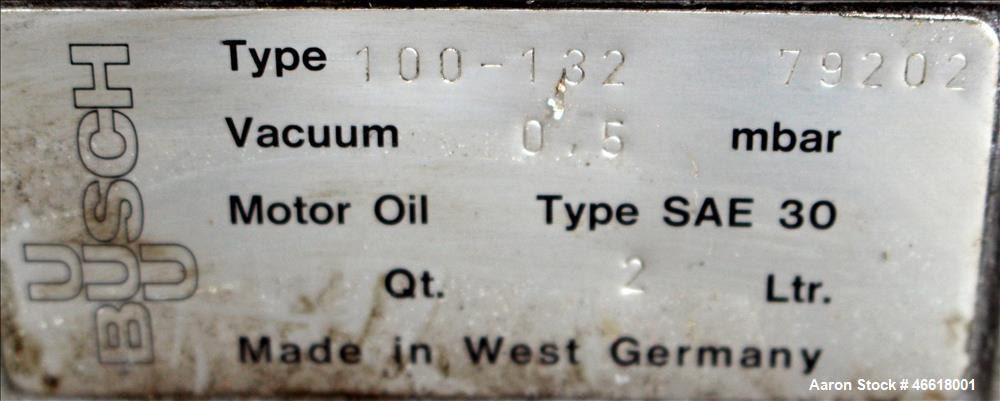 BUSCH
Type 100-132 79202
Vacuum 0.5 mbar
Motor Oil Type SAE 30
Qt. 2 Ltr.
Made in West Germany
Aaron Stock # 46618001